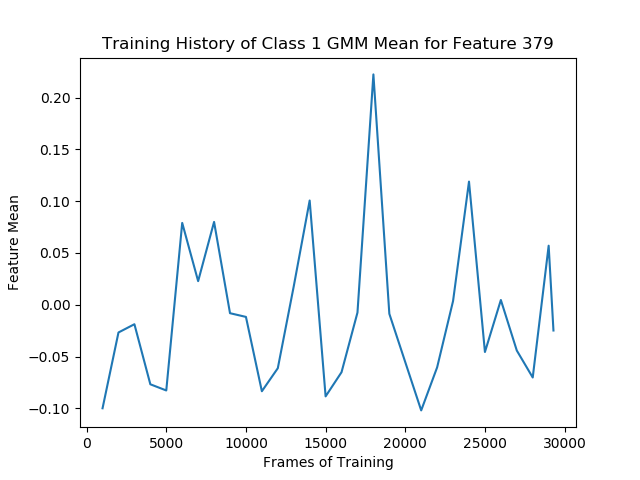 Training History of Class 1 GMM Mean for Feature 379
0.20
0.15
0.10
0.05
0.00
−0.05
−0.10
Feature Mean
0 5000 10000 15000 20000 25000 30000
Frames of Training